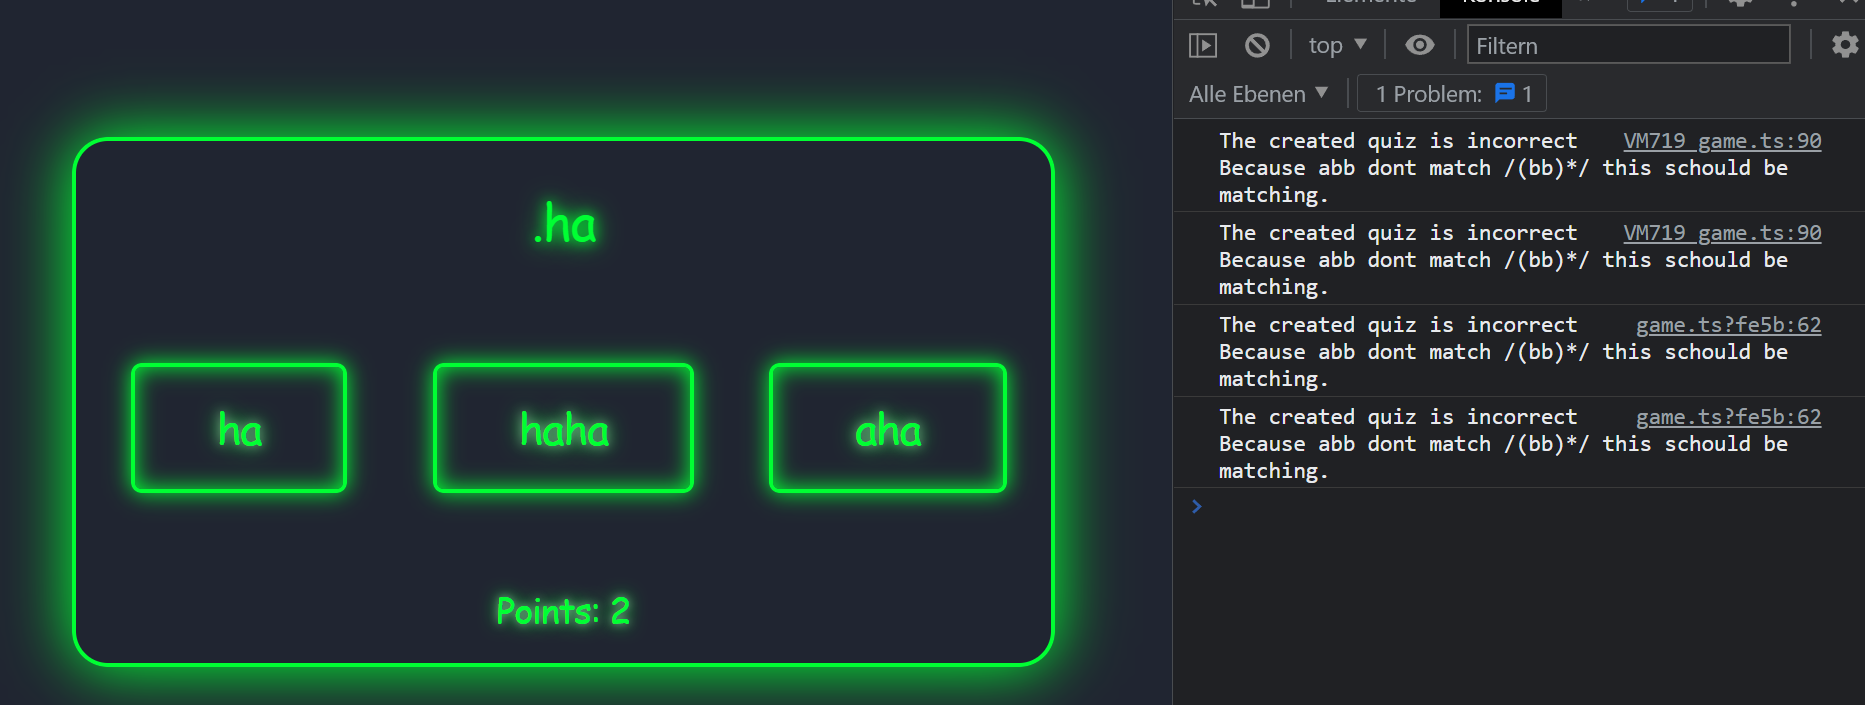 .ha
ha haha aha
Points: 2
Elemente Konsole
top Filtern
Alle Ebenen 1 Problem: 1
The created quiz is incorrect VM719 game.ts:90
Because abb dont match /(bb)*/ this schould be
matching.
The created quiz is incorrect VM719 game.ts:90
Because abb dont match /(bb)*/ this schould be
matching.
The created quiz is incorrect game.ts?fe5b:62
Because abb dont match /(bb)*/ this schould be
matching.
The created quiz is incorrect game.ts?fe5b:62
Because abb dont match /(bb)*/ this schould be
matching.